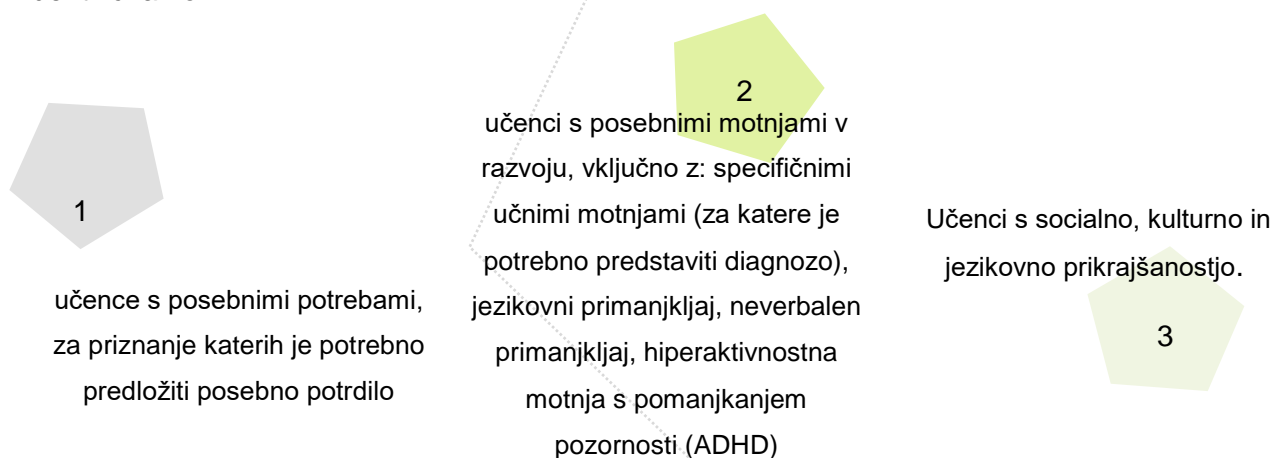 1
učence s posebnimi potrebami,
za priznanje katerih je potrebno
predložiti posebno potrdilo
2
učenci s posebnimi motnjami v
razvoju, vključno z: specifičnimi
učnimi motnjami (za katere je
potrebno predstaviti diagnozo),
jezikovni primanjkljaj, neverbalen
primanjkljaj, hiperaktivnostna
motnja s pomanjkanjem
pozornosti (ADHD)
Učenci s socialno, kulturno in
jezikovno prikrajšanostjo.
3